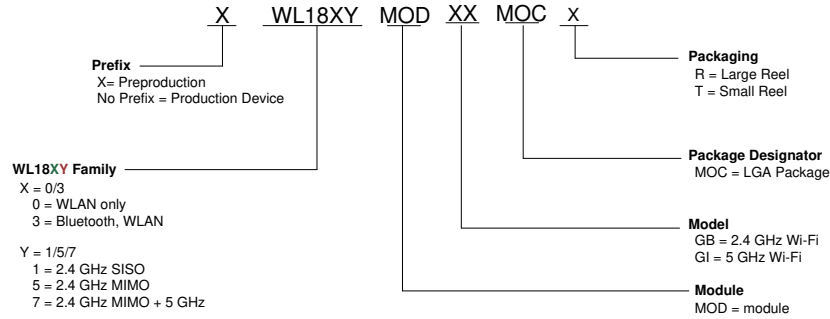 X WL18XY MOD XX MOC X
Prefix
X= Preproduction
No Prefix = Production Device
WL18XY Family
X = 0/3
0 = WLAN only
3 = Bluetooth, WLAN
Y = 1/5/7
1 = 2.4 GHz SISO
5 = 2.4 GHz MIMO
7 = 2.4 GHz MIMO + 5 GHz
Packaging
R = Large Reel
T = Small Reel
Package Designator
MOC = LGA Package
Model
GB = 2.4 GHz Wi-Fi
GI = 5 GHz Wi-Fi
Module
MOD = module